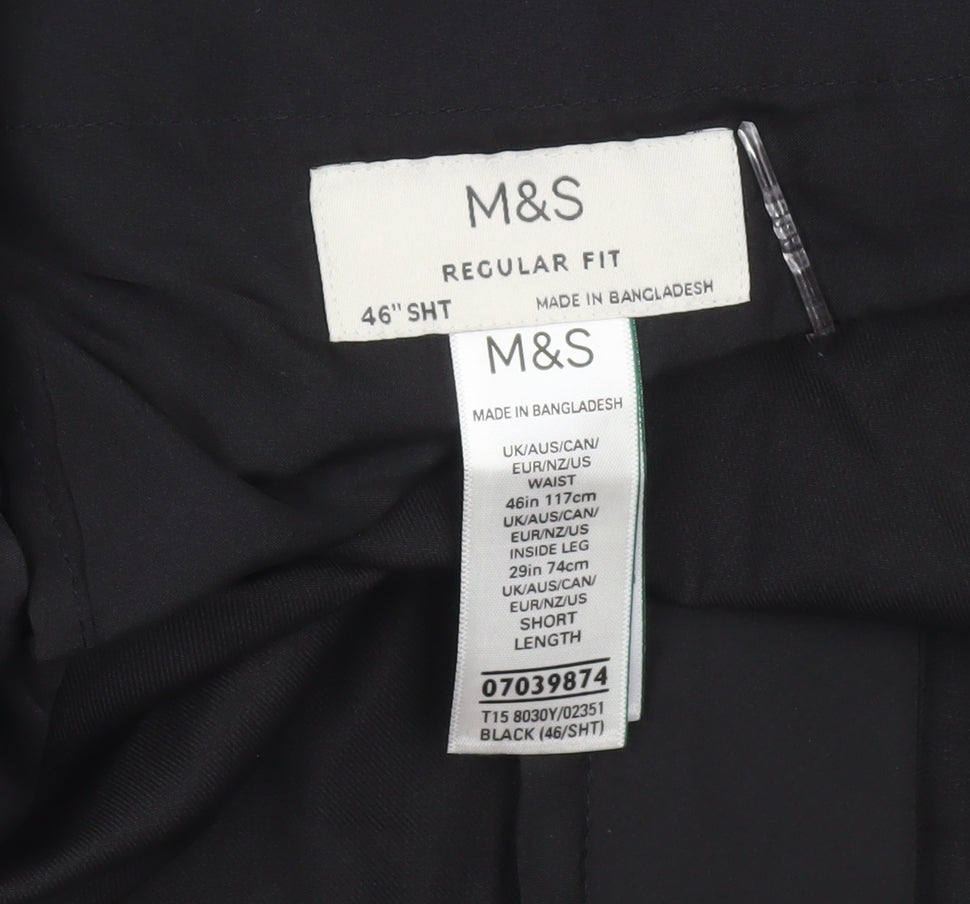 M&S
REGULAR FIT
46" SHT MADE IN BANGLADESH
M&S
MADE IN BANGLADESH
UK/AUS/CAN/
EUR/NZ/US
WAIST
46in 117cm
UK/AUS/CAN/
EUR/NZ/US
INSIDE LEG
29in 74cm
UK/AUS/CAN/
EUR/NZ/US
SHORT
LENGTH
07039874
T15 8030Y/02351
BLACK (46/SHT)